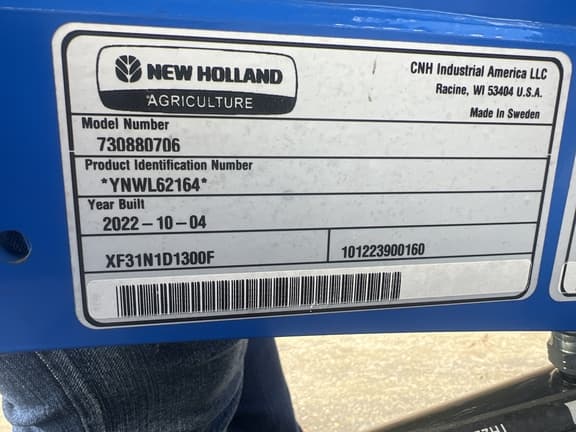 NEW HOLLAND
AGRICULTURE
CNH Industrial America LLC
Racine, WI 53404 U.S.A.
Made in Sweden
Model Number
730880706
Product Identification Number
*YNWL62164*
Year Built
2022-10-04
XF31N1D1300F
101223900160